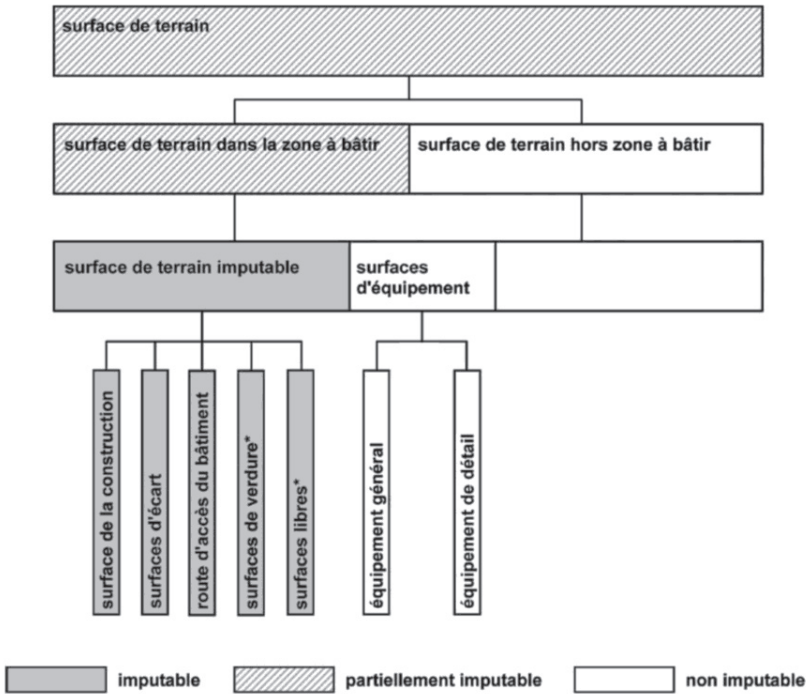 surface de terrain
surface de terrain dans la zone à bâtir
surface de terrain hors zone à bâtir
surface de terrain imputable
surfaces
d'équipement
surface de la construction
surfaces d'écart
route d'accès du bâtiment
surfaces de verdure*
surfaces libres*
équipement général
équipement de détail
imputable
partiellement imputable
non imputable